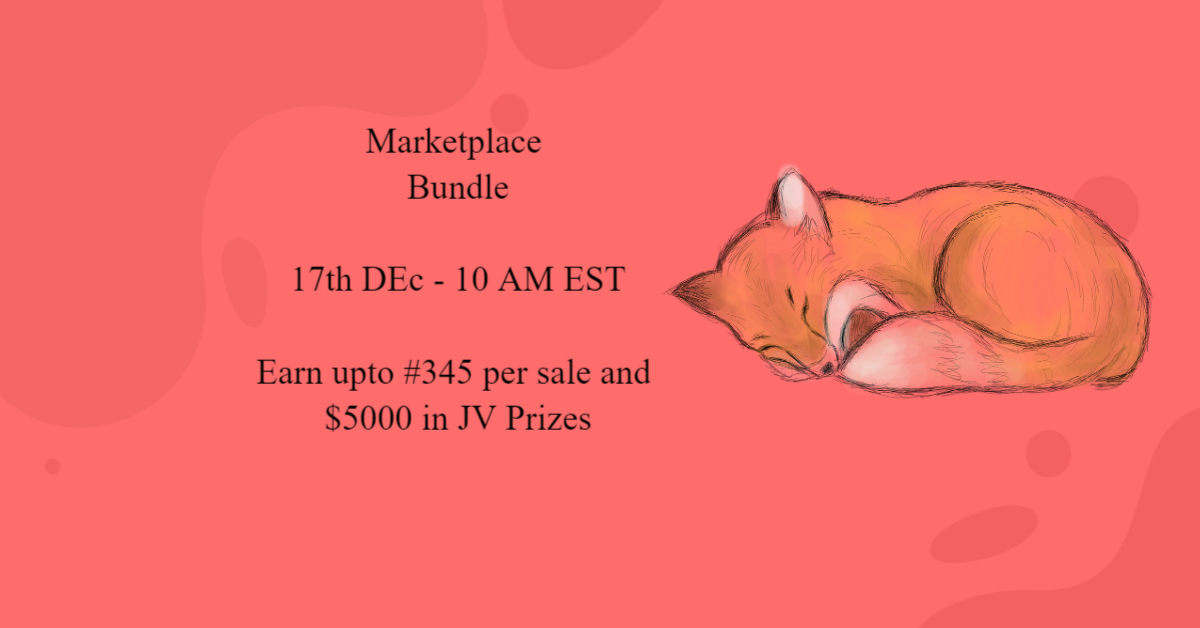 Marketplace
Bundle
17th DEc - 10 AM EST
Earn upto #345 per sale and
$5000 in JV Prizes